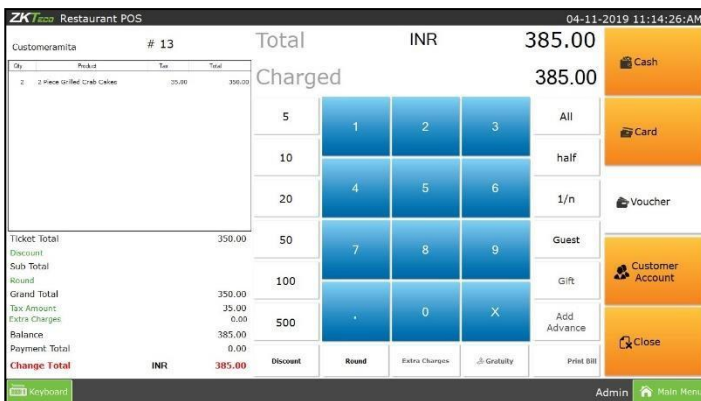 ZKTeco Restaurant POS 04-11-2019 11:14:26:AM
Customeramita # 13
Qty Product Tax Total
2 2 Piece Grilled Crab Cakes 35.00 350.00
Ticket Total 350.00
Discount
Sub Total
Round
Grand Total 350.00
Tax Amount 35.00
Extra Charges 0.00
Balance 385.00
Payment Total 0.00
Change Total INR 385.00
Total INR 385.00
Charged 385.00
5 1 2 3 All
10 half
20 4 5 6 1/n
50 7 8 9 Guest
100 Gift
500 . 0 X Add Advance
Discount Round Extra Charges Gratuity Print Bill
Cash
Card
Voucher
Customer Account
Close
Keyboard Admin Main Menu